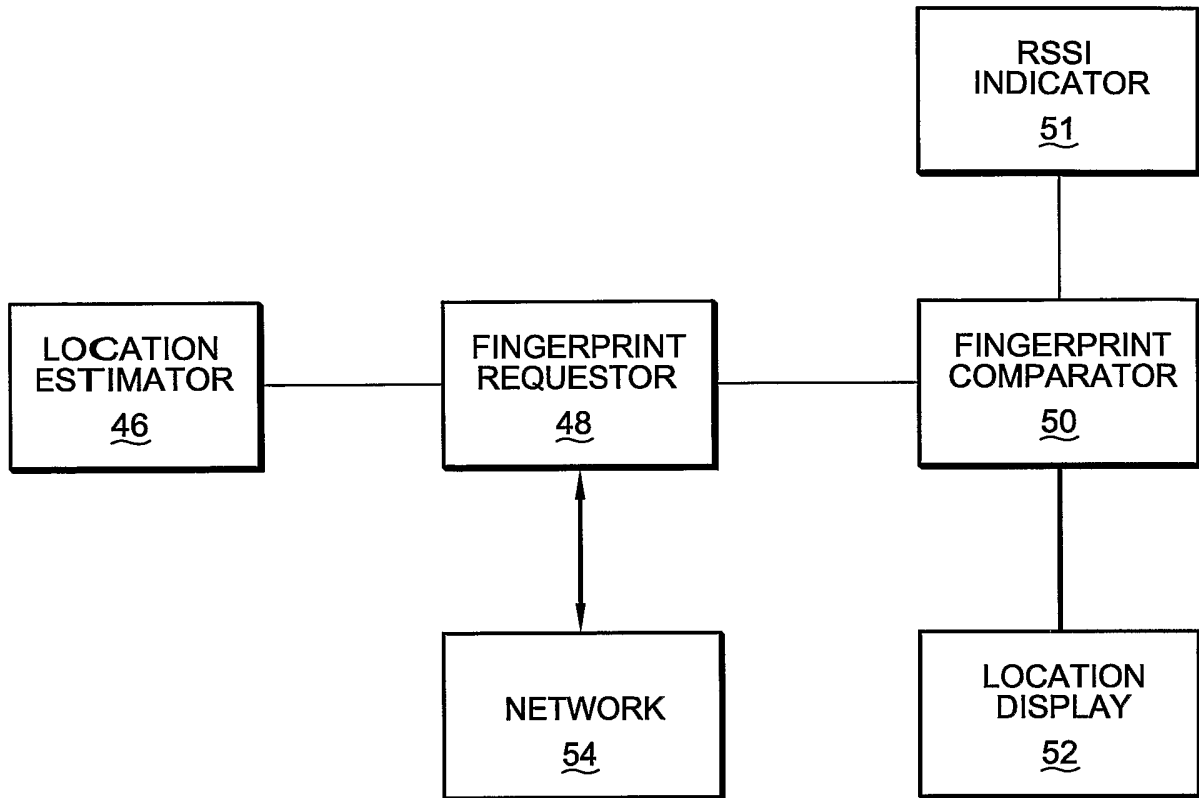 RSSI
INDICATOR
51
LOCATION
ESTIMATOR
46
FINGERPRINT
REQUESTOR
48
FINGERPRINT
COMPARATOR
50
NETWORK
54
LOCATION
DISPLAY
52